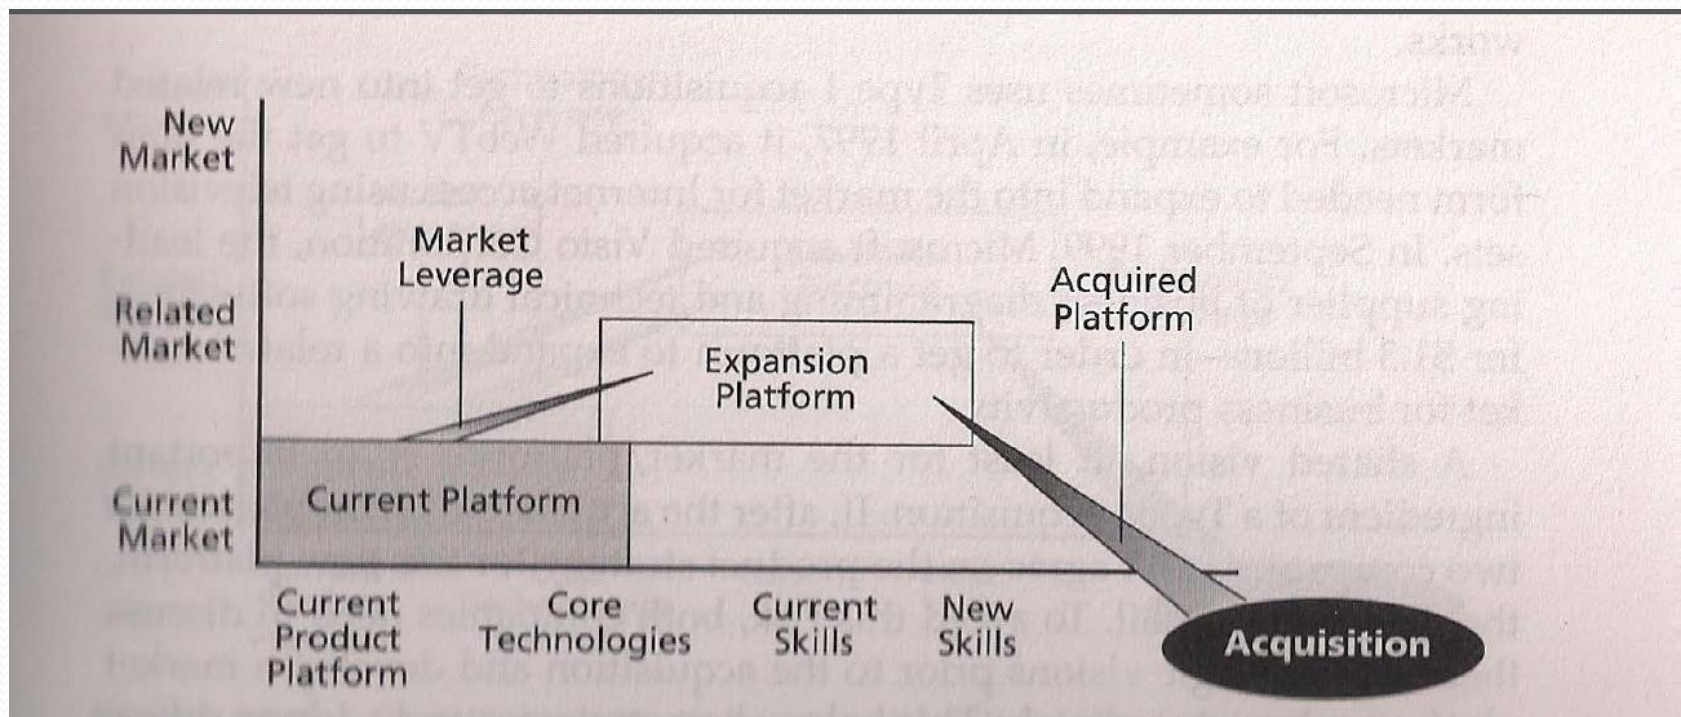 New
Market
Market
Leverage
Acquired
Platform
Related
Market
Expansion
Platform
Current
Market
Current Platform
Current
Product
Platform
Core
Technologies
Current
Skills
New
Skills
Acquisition